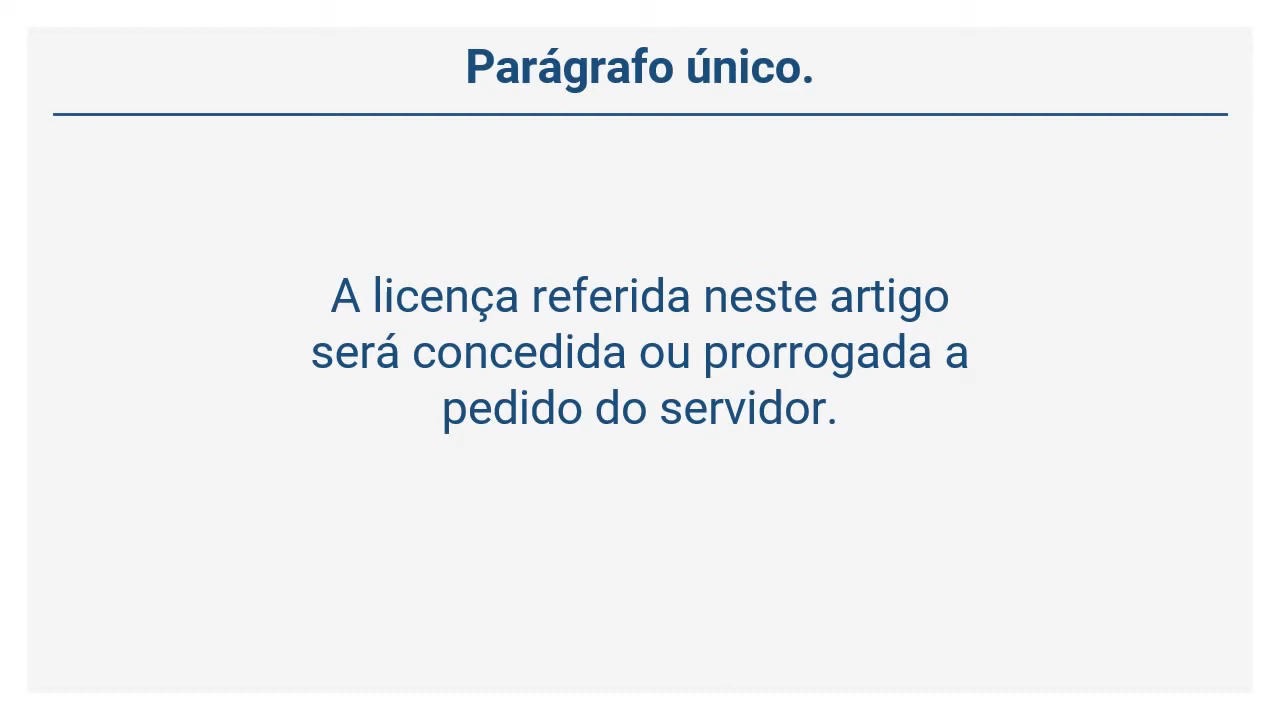 Parágrafo único.
A licença referida neste artigo
será concedida ou prorrogada a
pedido do servidor.